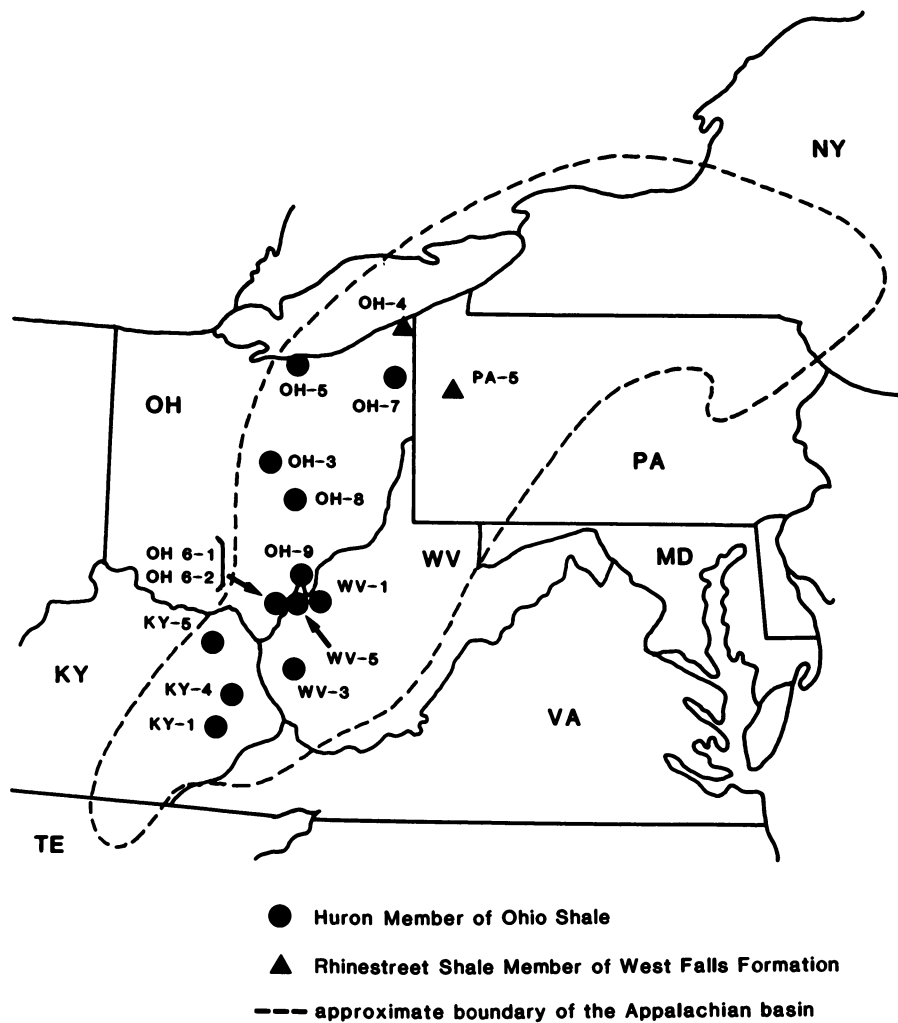 NY
OH-4
OH-5
OH-7
PA-5
OH
OH-3
PA
OH-8
OH 6-1
OH 6-2
OH-9
WV
MD
WV-1
KY-5
WV-5
KY
KY-4
WV-3
KY-1
VA
TE
Huron Member of Ohio Shale
Rhinestreet Shale Member of West Falls Formation
approximate boundary of the Appalachian basin